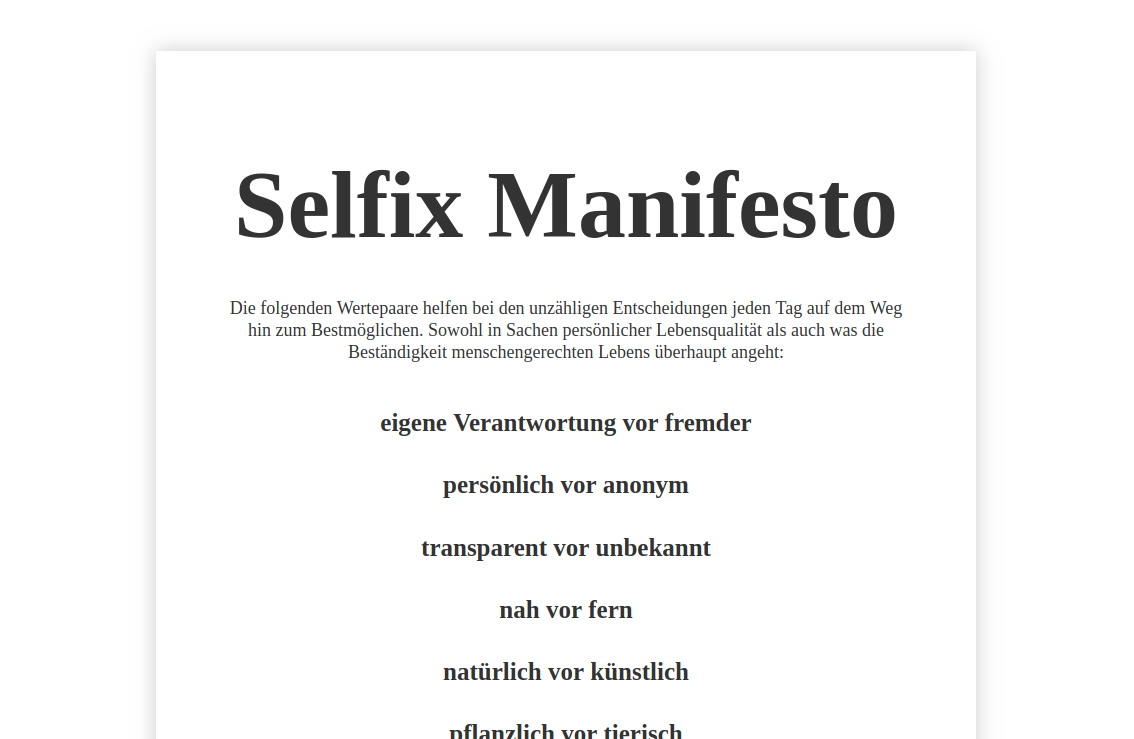 Selfix Manifesto
Die folgenden Wertepaare helfen bei den unzähligen Entscheidungen jeden Tag auf dem Weg
hin zum Bestmöglichen. Sowohl in Sachen persönlicher Lebensqualität als auch was die
Beständigkeit menschengerechten Lebens überhaupt angeht:
eigene Verantwortung vor fremder
persönlich vor anonym
transparent vor unbekannt
nah vor fern
natürlich vor künstlich
pflanzlich vor tierisch